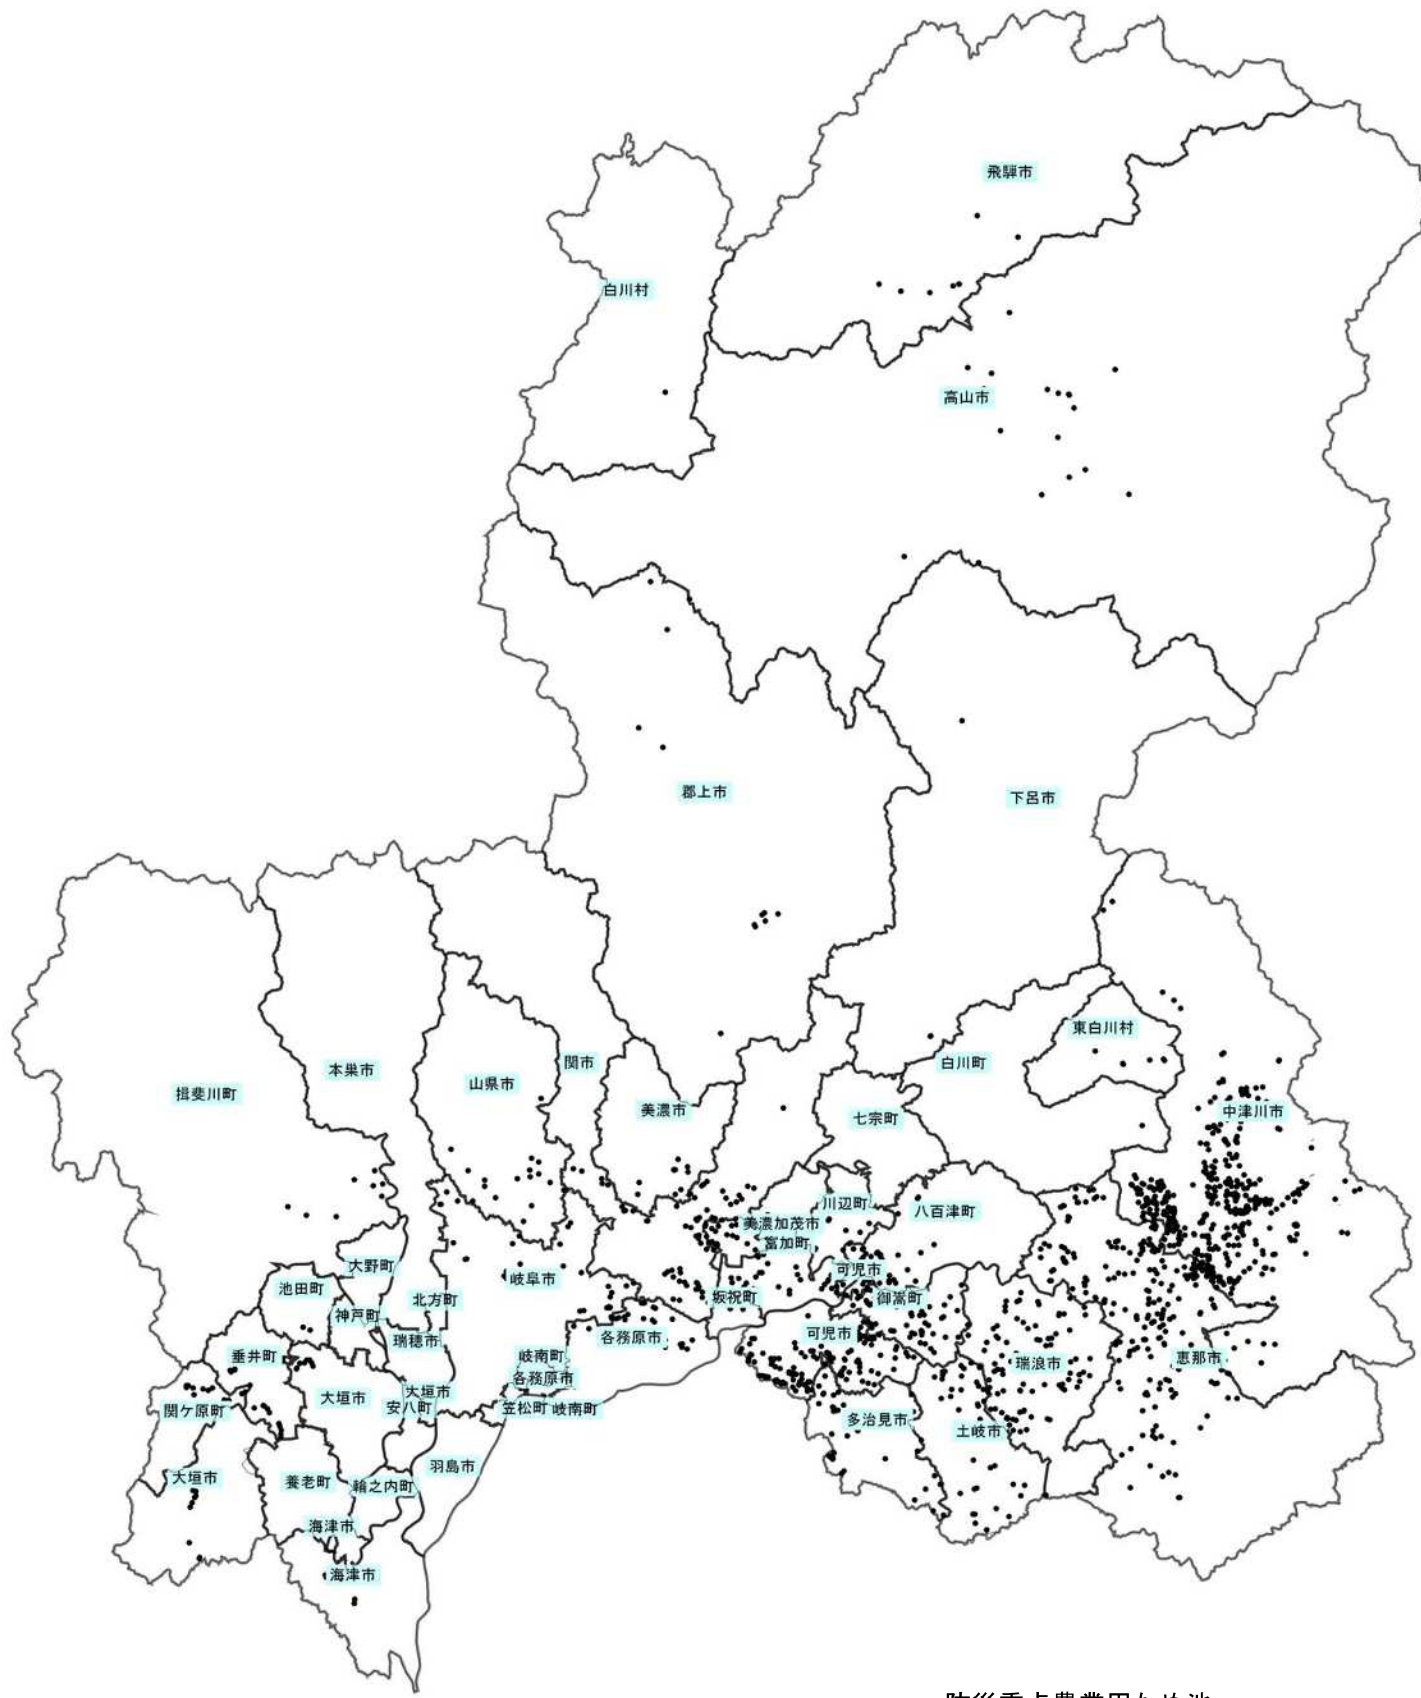 飛騨市
白川村
高山市
郡上市
下呂市
東白川村
関市
白川町
本巣市
山県市
揖斐川町
美濃市
中津川市
七宗町
川辺町
八百津町
美濃加茂市
富加町
大野町
可児市
岐阜市
池田町
坂祝町
御嵩町
北方町
神戸町
可児市
各務原市
瑞穂市
垂井町
岐南町
恵那市
瑞浪市
各務原市
大垣市
大垣市
安八町
笠松町
岐南町
関ケ原町
多治見市
土岐市
羽島市
大垣市
養老町
輪之内町
海津市
海津市